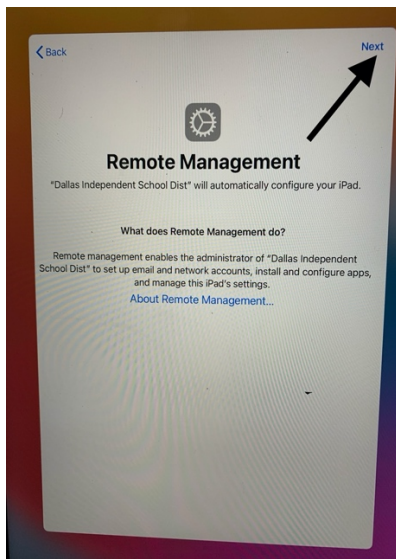 Back
Next
Remote Management
"Dallas Independent School Dist" will automatically configure your iPad.
What does Remote Management do?
Remote management enables the administrator of "Dallas Independent
School Dist" to set up email and network accounts, install and configure apps,
and manage this iPad's settings.
About Remote Management...